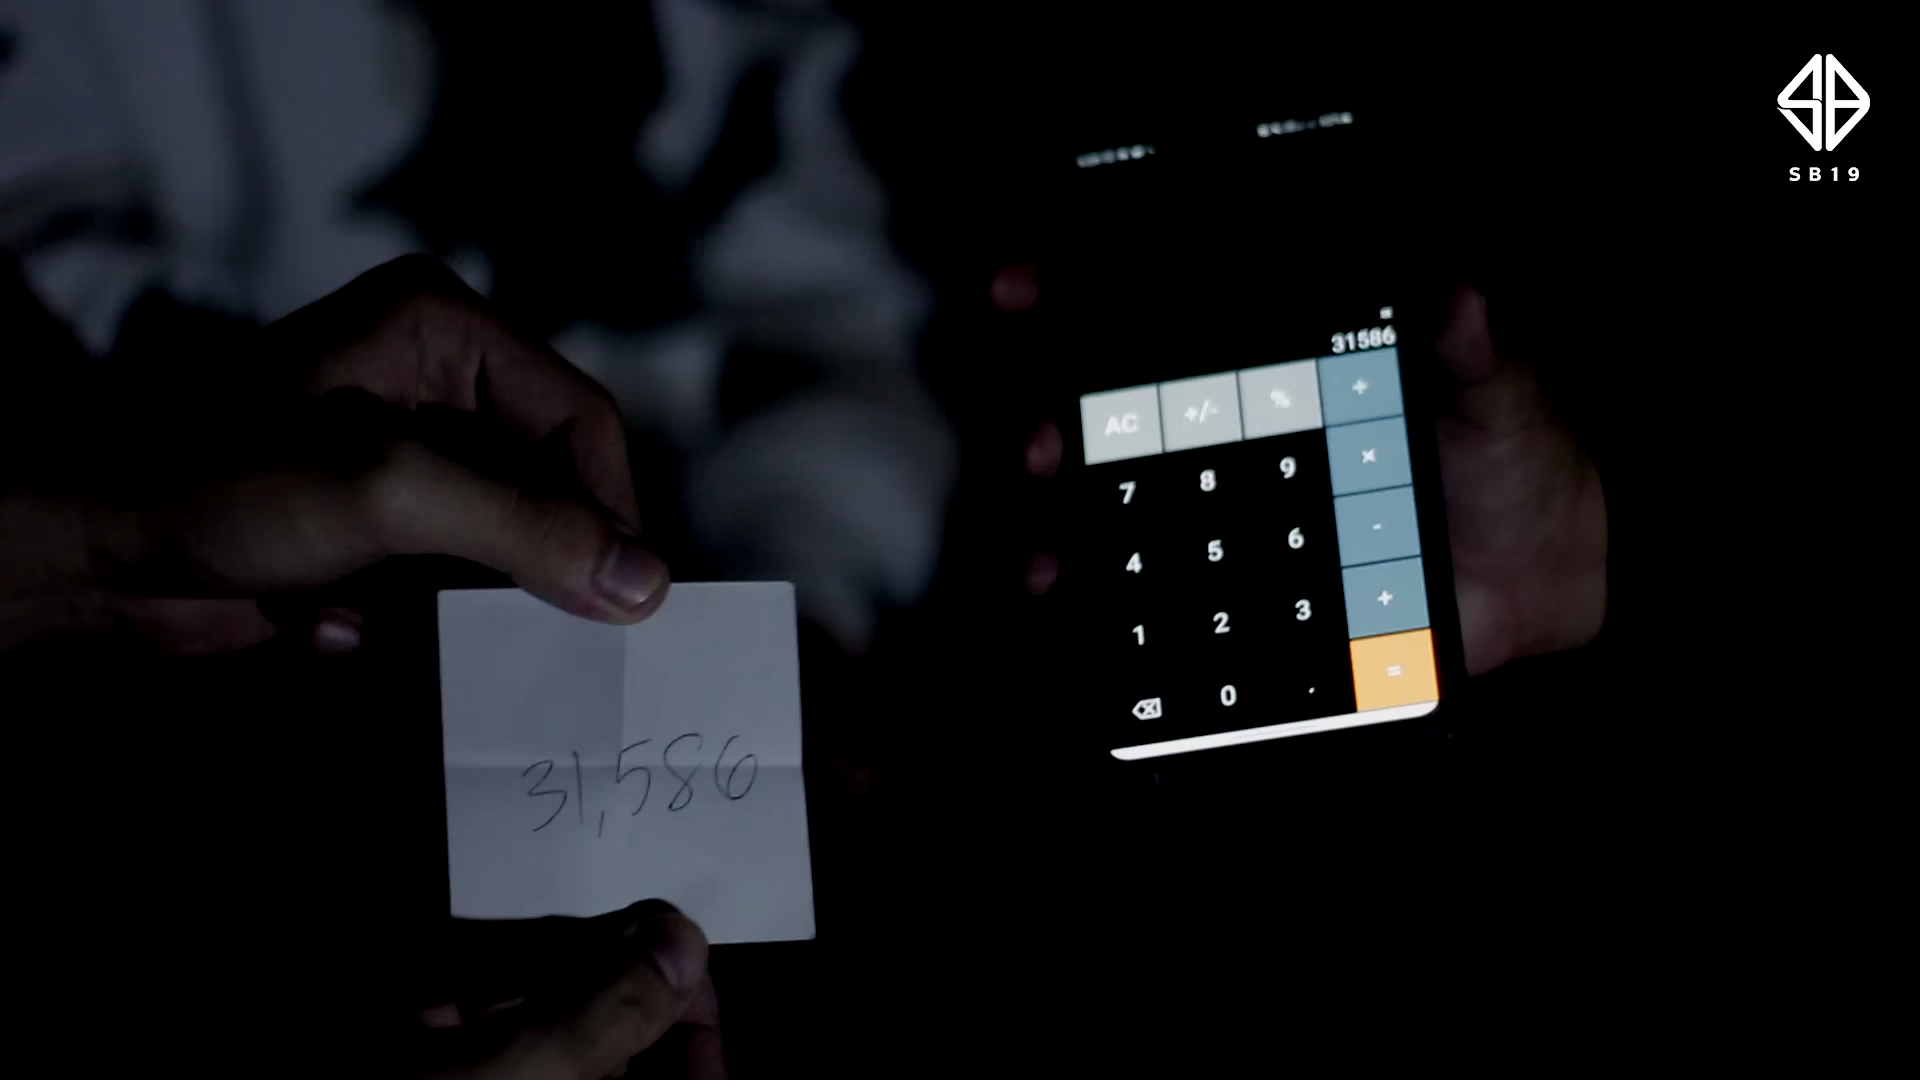 SB19
31586
AC +/- % ÷
7 8 9 ×
4 5 6 -
1 2 3 +
0 . =
31,586